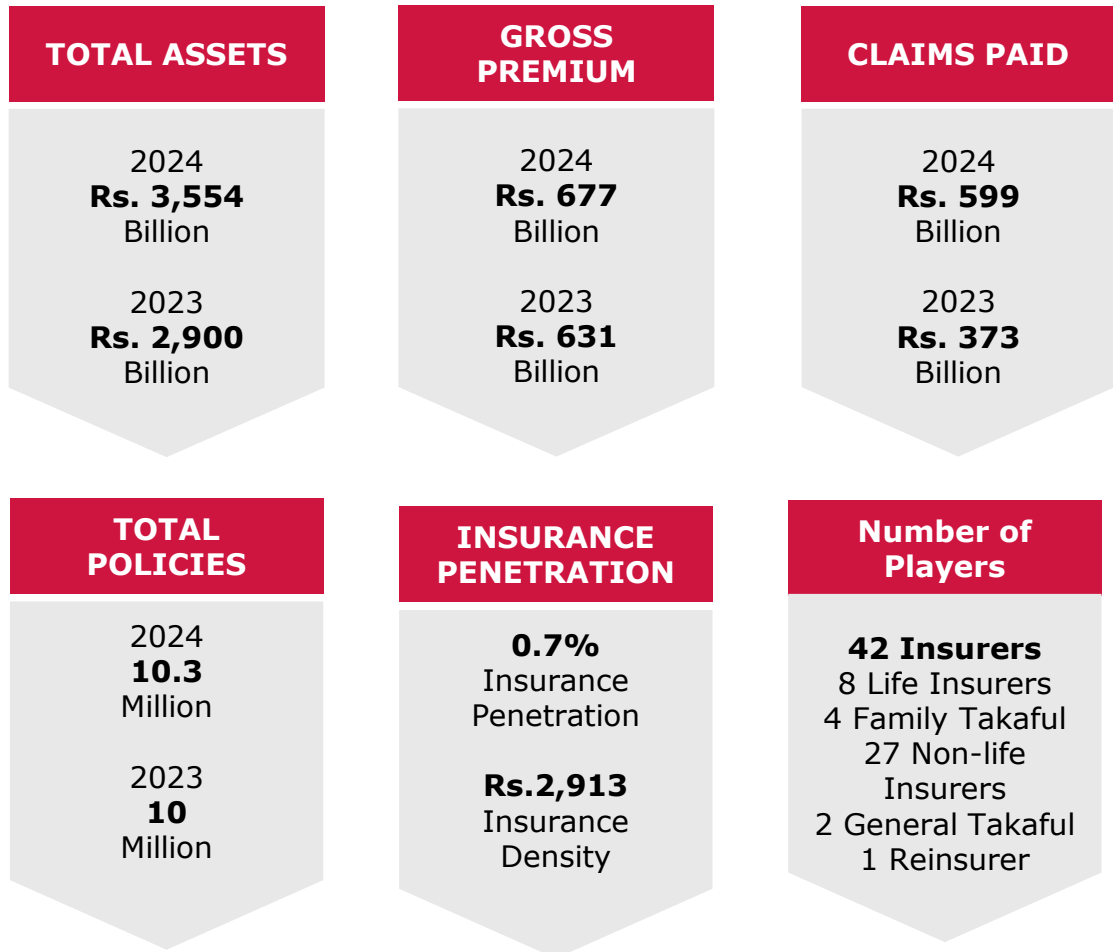 TOTAL ASSETS
2024
Rs. 3,554
Billion
2023
Rs. 2,900
Billion
GROSS
PREMIUM
2024
Rs. 677
Billion
2023
Rs. 631
Billion
CLAIMS PAID
2024
Rs. 599
Billion
2023
Rs. 373
Billion
TOTAL
POLICIES
2024
10.3
Million
2023
10
Million
INSURANCE
PENETRATION
0.7%
Insurance
Penetration
Rs.2,913
Insurance
Density
Number of
Players
42 Insurers
8 Life Insurers
4 Family Takaful
27 Non-life
Insurers
2 General Takaful
1 Reinsurer